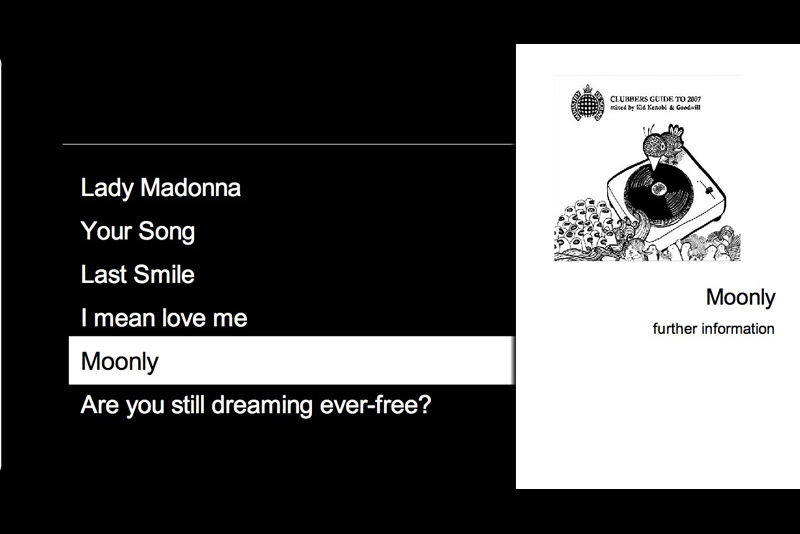 Lady Madonna
Your Song
Last Smile
I mean love me
Moonly
Are you still dreaming ever-free?
CLUBBERS GUIDE TO 2007
mixed by Kid Kenobi & Goodwill
Moonly
further information